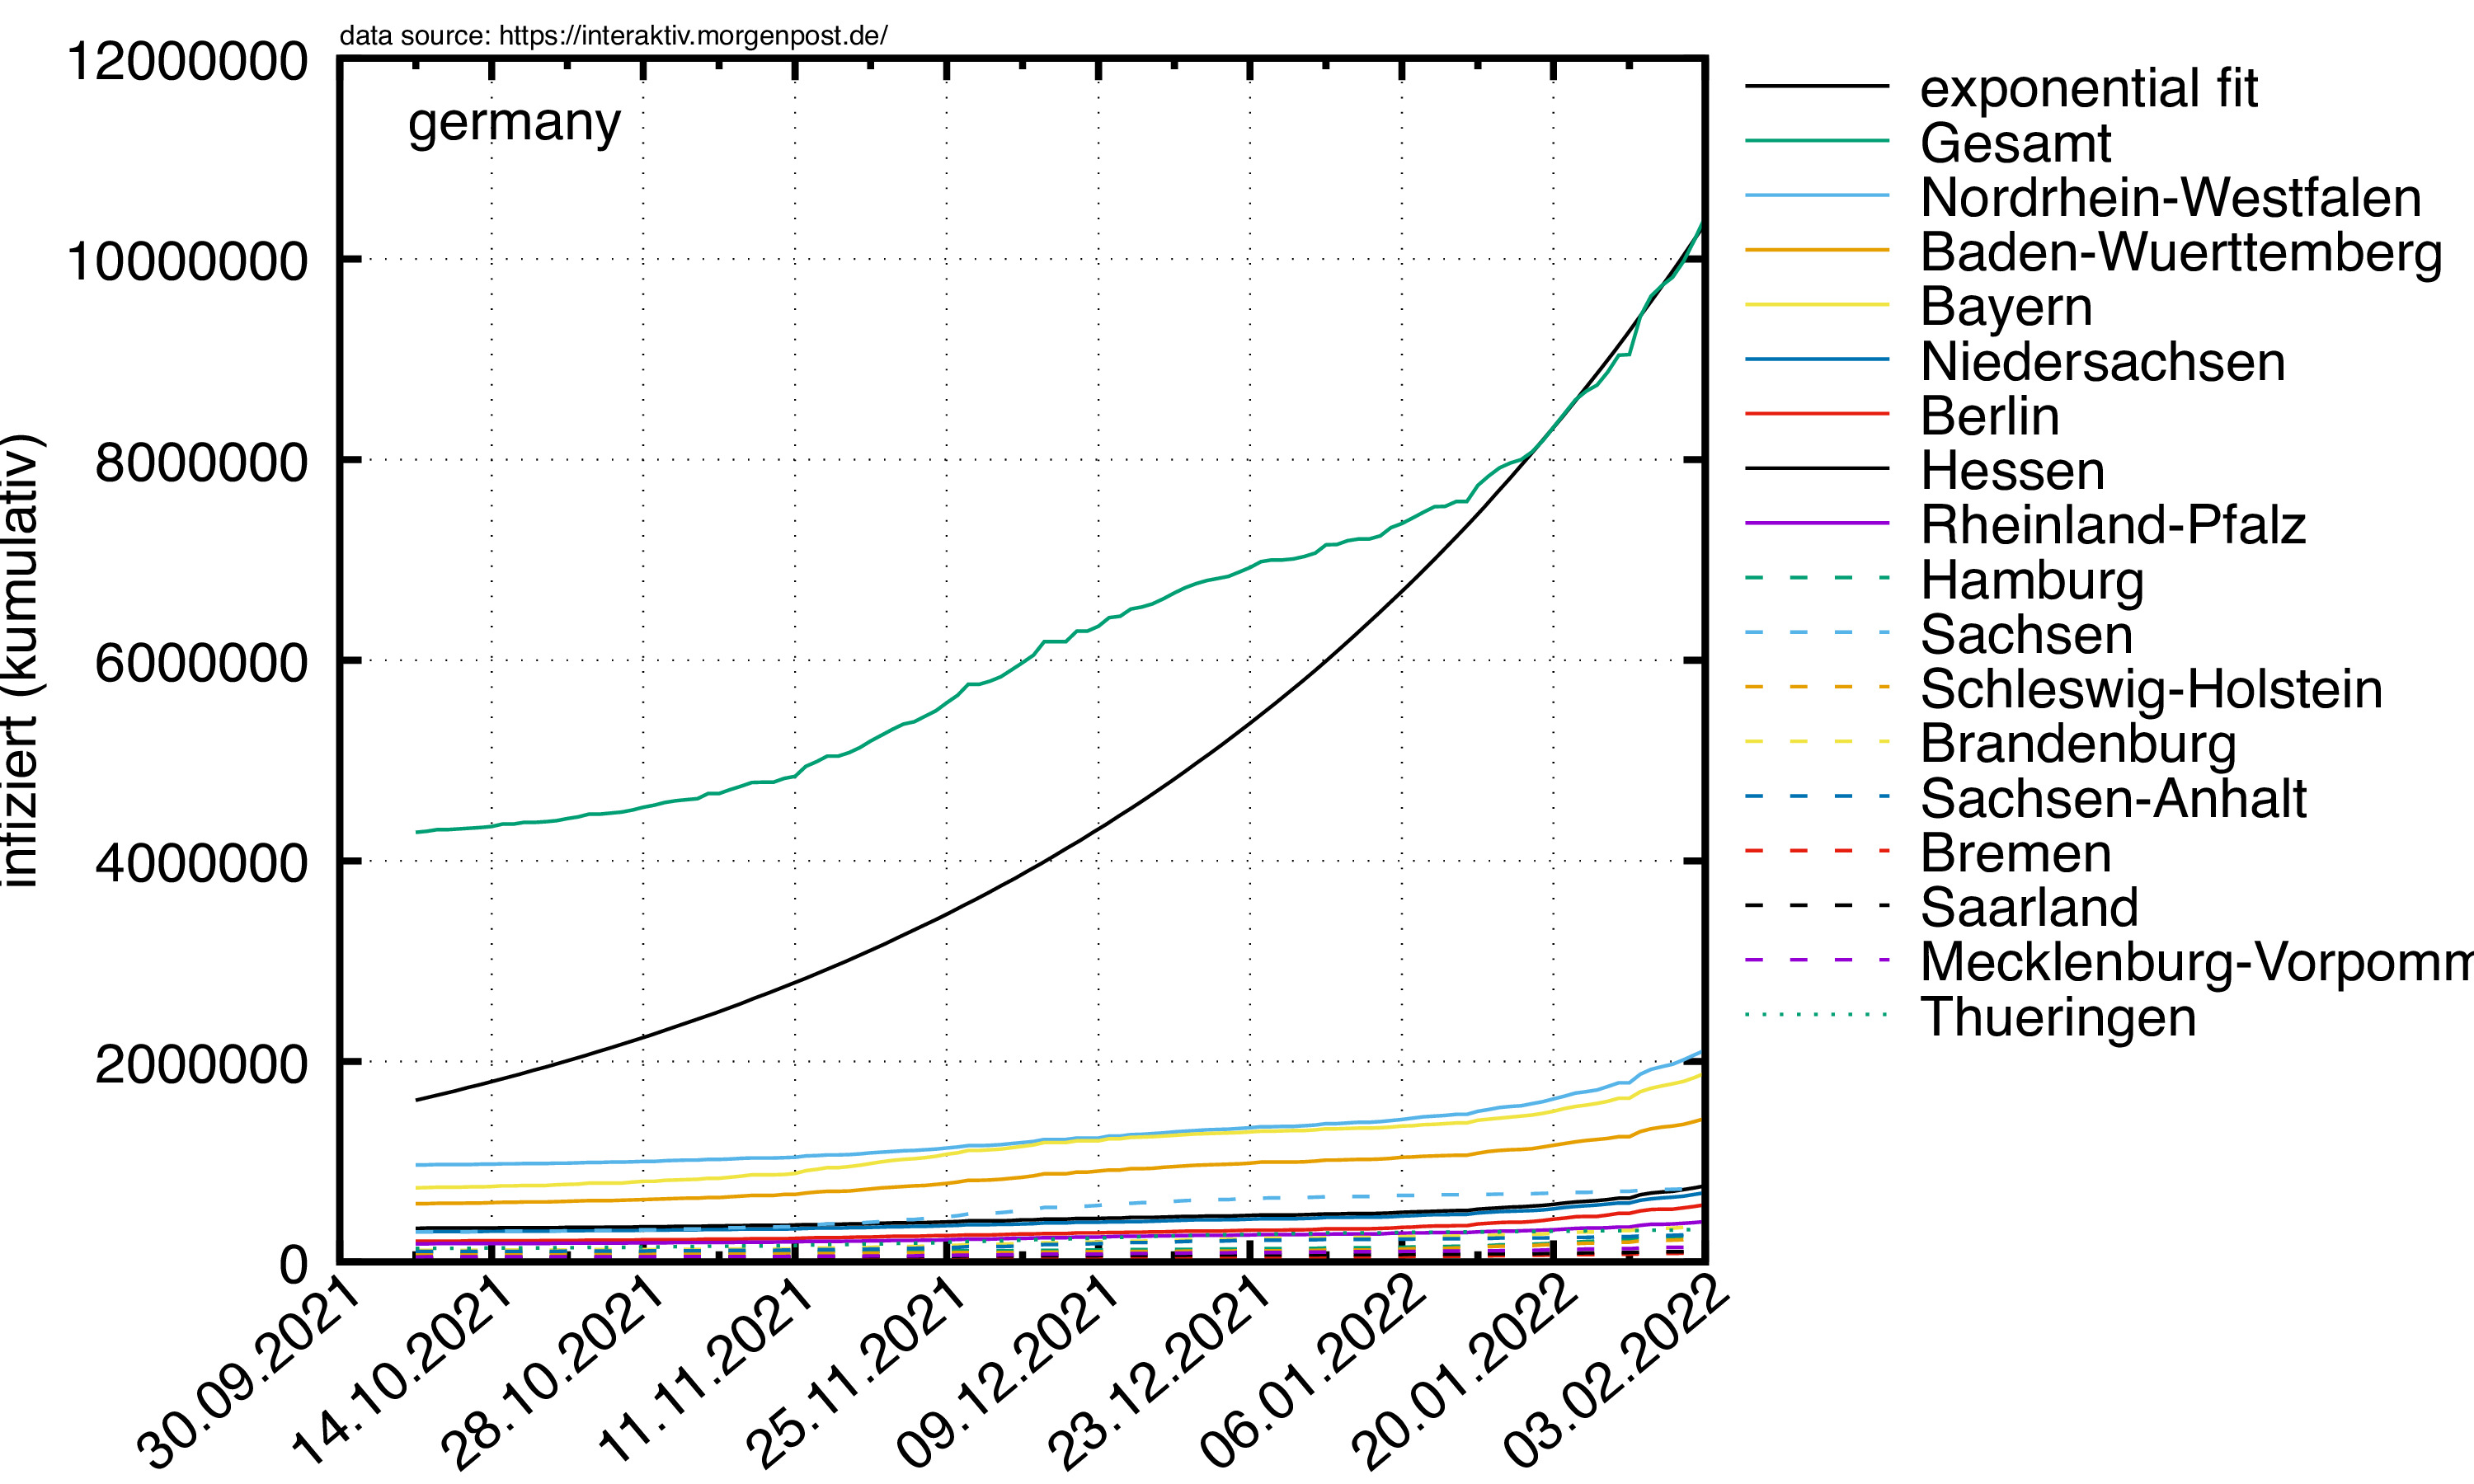 data source: https://interaktiv.morgenpost.de/
germany
infiziert (kumulativ)
12000000
10000000
8000000
6000000
4000000
2000000
0
30.09.2021
14.10.2021
28.10.2021
11.11.2021
25.11.2021
09.12.2021
23.12.2021
06.01.2022
20.01.2022
03.02.2022
exponential fit
Gesamt
Nordrhein-Westfalen
Baden-Wuerttemberg
Bayern
Niedersachsen
Berlin
Hessen
Rheinland-Pfalz
Hamburg
Sachsen
Schleswig-Holstein
Brandenburg
Sachsen-Anhalt
Bremen
Saarland
Mecklenburg-Vorpomm
Thueringen